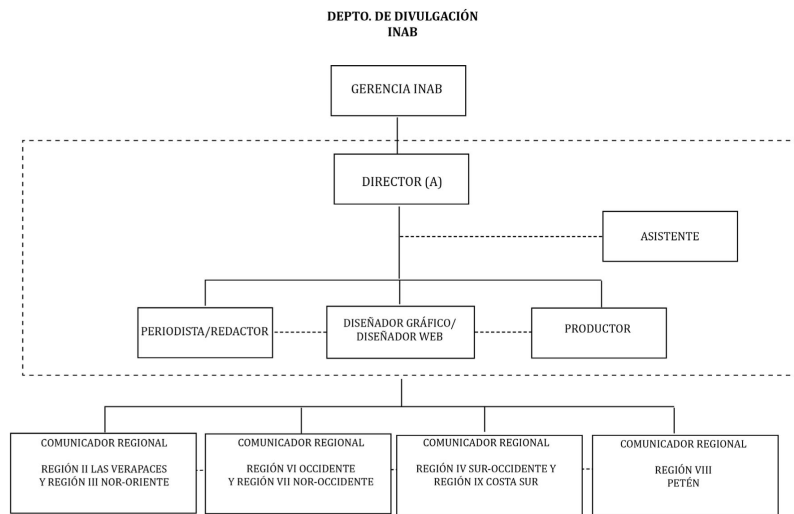 DEPTO. DE DIVULGACIÓN
INAB
GERENCIA INAB
DIRECTOR (A)
ASISTENTE
PERIODISTA/REDACTOR
DISEÑADOR GRÁFICO/
DISEÑADOR WEB
PRODUCTOR
COMUNICADOR REGIONAL
REGIÓN II LAS VERAPACES
Y REGIÓN III NOR-ORIENTE
COMUNICADOR REGIONAL
REGIÓN VI OCCIDENTE
Y REGIÓN VII NOR-OCCIDENTE
COMUNICADOR REGIONAL
REGIÓN IV SUR-OCCIDENTE Y
REGIÓN IX COSTA SUR
COMUNICADOR REGIONAL
REGIÓN VIII
PETÉN